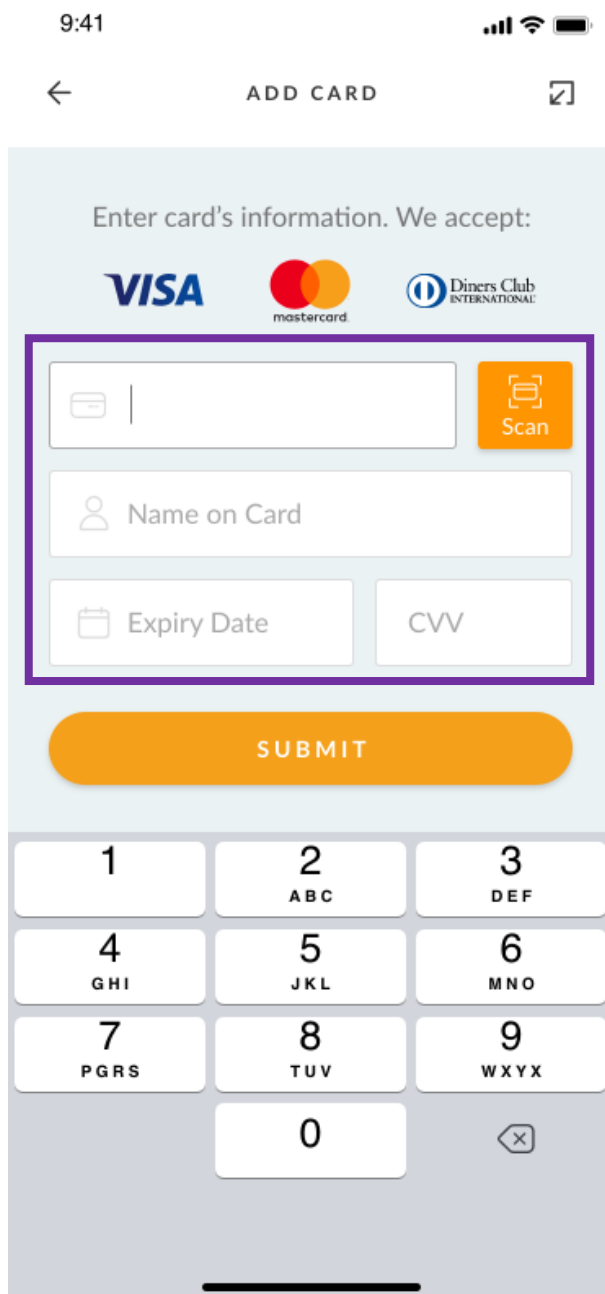 9:41
ADD CARD
Enter card's information. We accept:
VISA
mastercard
Diners Club
INTERNATIONAL
Scan
Name on Card
Expiry Date CVV
SUBMIT
1 2 3
ABC DEF
4 5 6
GHI JKL MNO
7 8 9
PGRS TUV WXYX
0